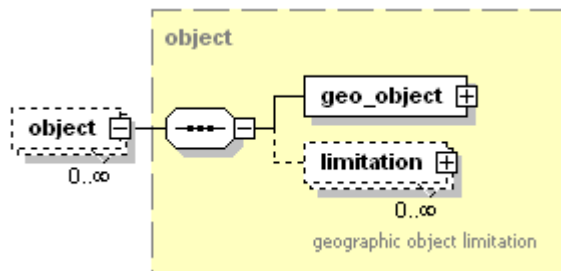 object
geo_object
object
limitation
0..∞
0..∞
geographic object limitation